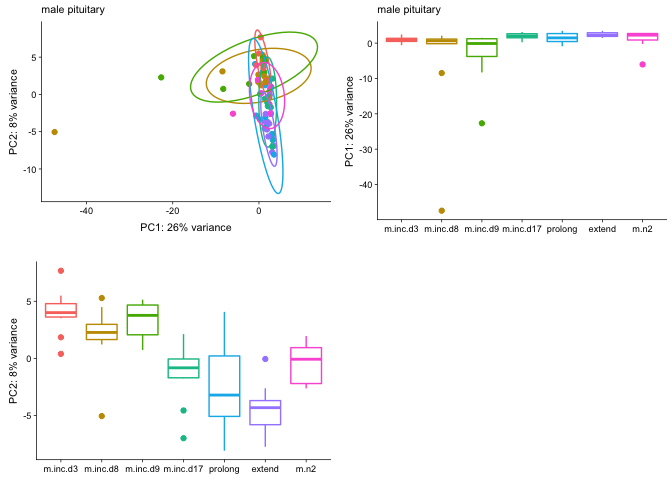 male pituitary
5
0
-5
-10
PC2: 8% variance
-40
-20
0
PC1: 26% variance
male pituitary
0
-10
-20
-30
-40
PC1: 26% variance
m.inc.d3 m.inc.d8 m.inc.d9 m.inc.d17 prolong extend m.n2
5
0
-5
PC2: 8% variance
m.inc.d3 m.inc.d8 m.inc.d9 m.inc.d17 prolong extend m.n2